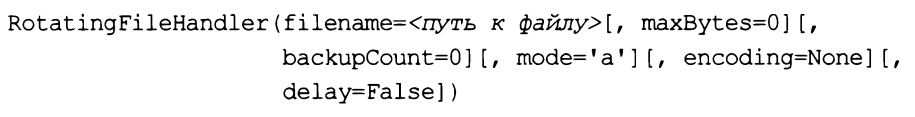 RotatingFileHandler(filename=<путь к файлу>[, maxBytes=0][,
backupCount=0][, mode='a'][, encoding=None][,
delay=False])